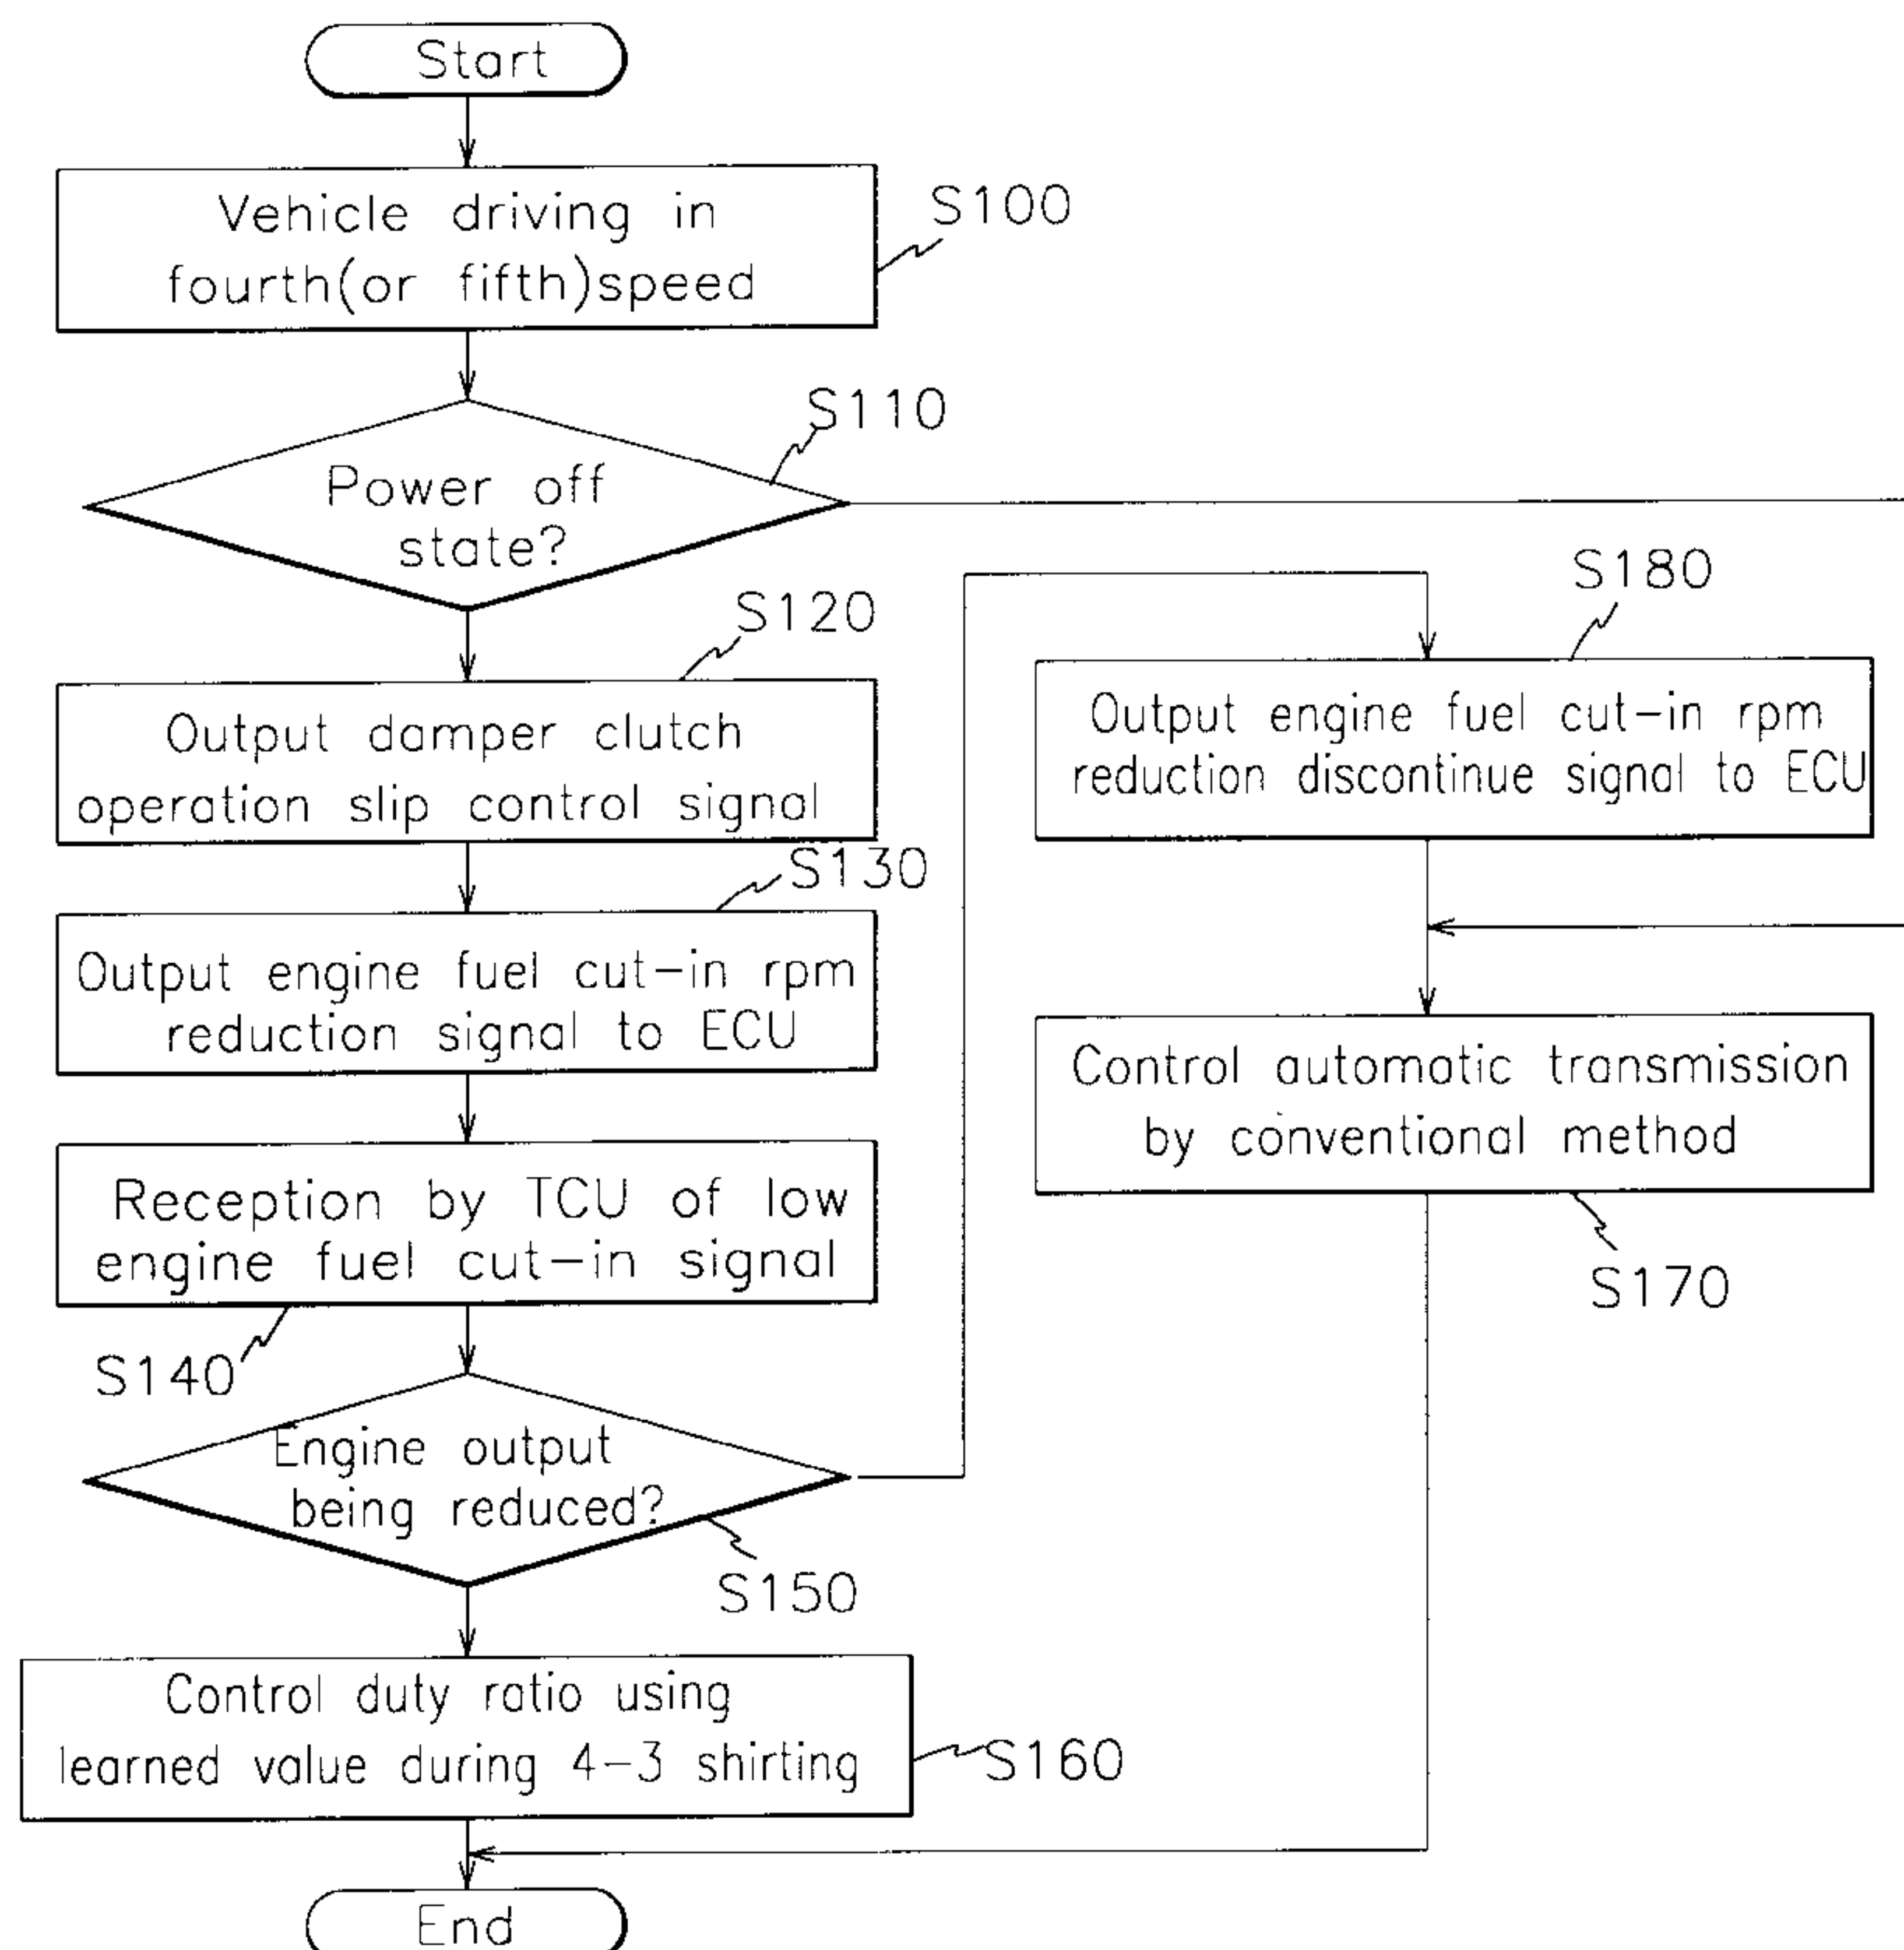 Start
Vehicle driving in
fourth(or fifth)speed
S100
Power off
state?
S110
Output damper clutch
operation slip control signal
S120
Output engine fuel cut-in rpm
reduction signal to ECU
S130
Reception by TCU of low
engine fuel cut-in signal
S140
Engine output
being reduced?
S150
Control duty ratio using
learned value during 4-3 shirting
S160
End
S180
Output engine fuel cut-in rpm
reduction discontinue signal to ECU
Control automatic transmission
by conventional method
S170